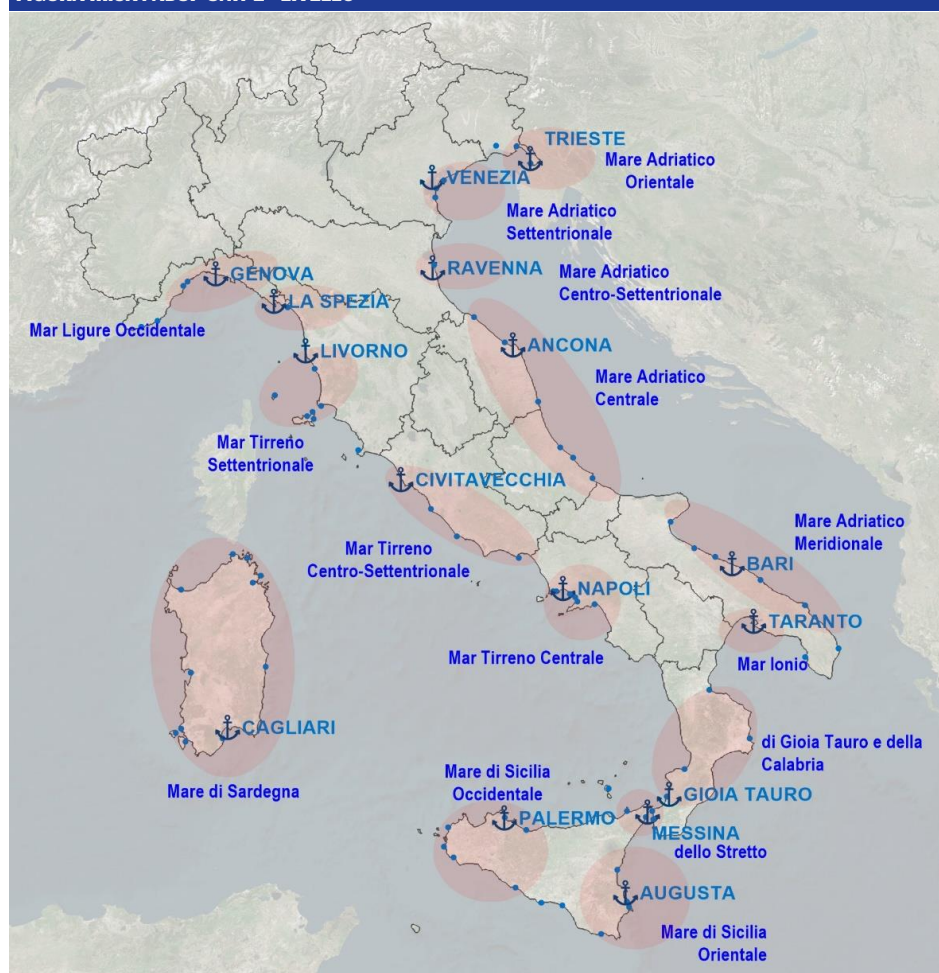 TRIESTE
Mare Adriatico
Orientale
VENEZIA
Mare Adriatico
Settentrionale
GENOVA
RAVENNA
Mare Adriatico
Centro-Settentrionale
LA SPEZIA
Mar Ligure Occidentale
LIVORNO
ANCONA
Mare Adriatico
Centrale
Mar Tirreno
Settentrionale
CIVITAVECCHIA
Mare Adriatico
Meridionale
Mar Tirreno
Centro-Settentrionale
BARI
NAPOLI
TARANTO
Mar Tirreno Centrale
Mar Ionio
CAGLIARI
di Gioia Tauro e della
Calabria
Mare di Sardegna
Mare di Sicilia
Occidentale
GIOIA TAURO
PALERMO
MESSINA
dello Stretto
AUGUSTA
Mare di Sicilia
Orientale